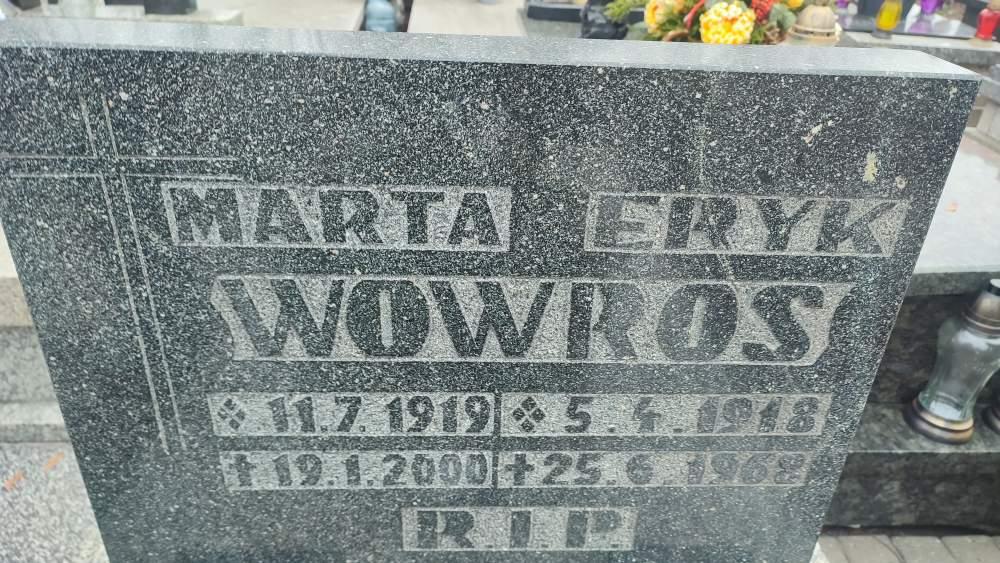 MARTA ERYK
WOWROS
11.7.1919 5.4.1918
19.1.2000 25.6.1968
R.I.P.